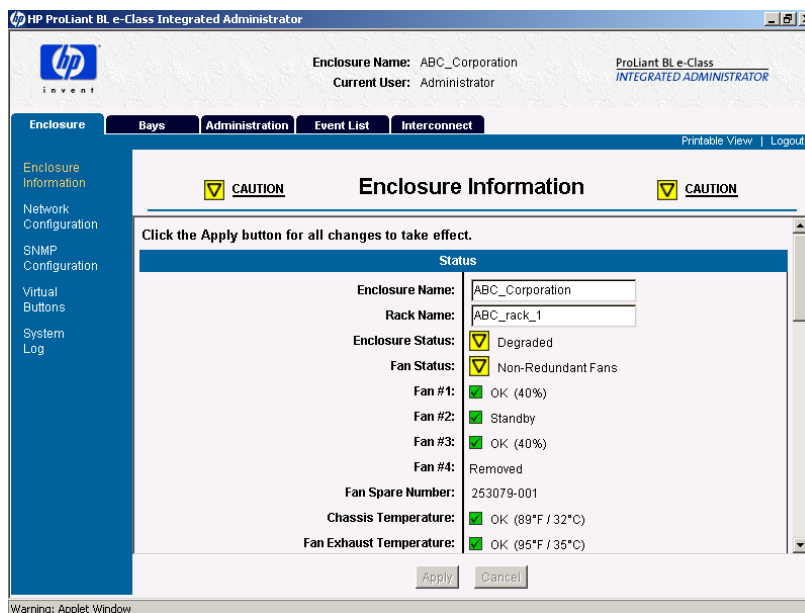 HP ProLiant BL e-Class Integrated Administrator
hp
invent
Enclosure Name: ABC_Corporation
Current User: Administrator
ProLiant BL e-Class
INTEGRATED ADMINISTRATOR
Enclosure Bays Administration Event List Interconnect
Printable View | Logout
Enclosure
Information
Network
Configuration
SNMP
Configuration
Virtual
Buttons
System
Log
CAUTION Enclosure Information CAUTION
Click the Apply button for all changes to take effect.
Status
Enclosure Name: ABC_Corporation
Rack Name: ABC_rack_1
Enclosure Status: Degraded
Fan Status: Non-Redundant Fans
Fan #1: OK (40%)
Fan #2: Standby
Fan #3: OK (40%)
Fan #4: Removed
Fan Spare Number: 253079-001
Chassis Temperature: OK (89°F / 32°C)
Fan Exhaust Temperature: OK (95°F / 35°C)
Apply Cancel
Warning: Applet Window